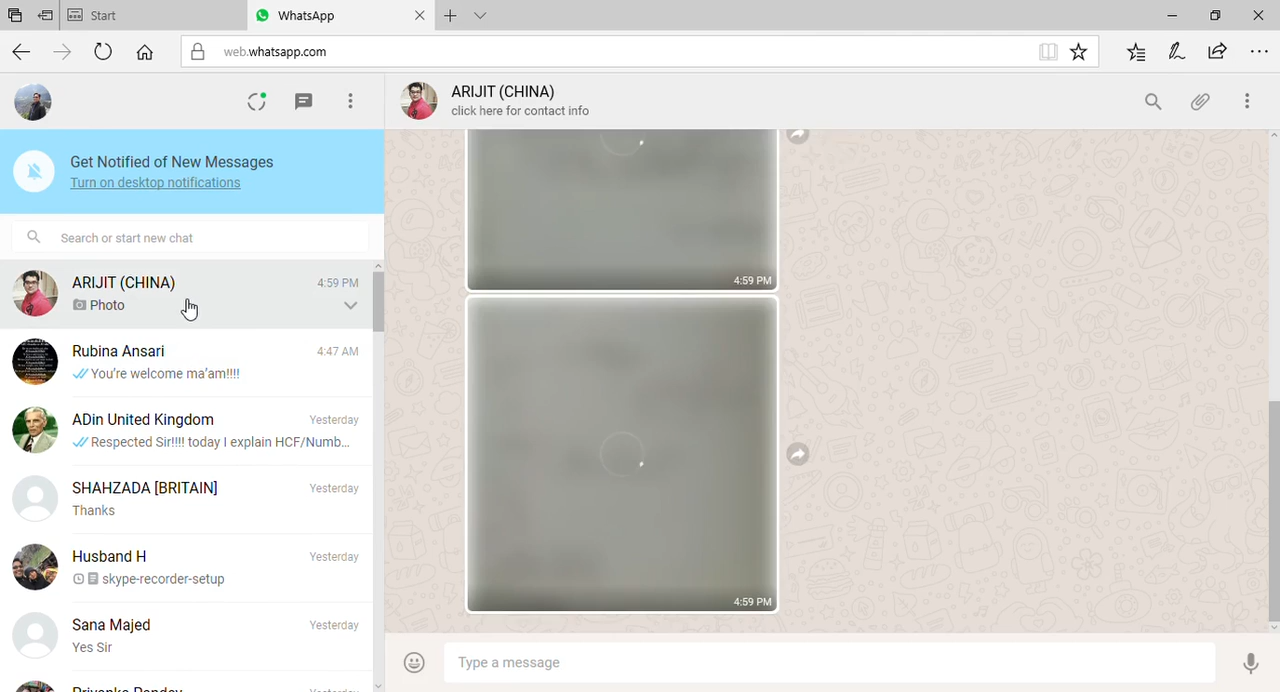 Start
WhatsApp
web.whatsapp.com
ARIJIT (CHINA)
click here for contact info
Get Notified of New Messages
Turn on desktop notifications
Search or start new chat
ARIJIT (CHINA) 4:59 PM
Photo
Rubina Ansari 4:47 AM
You're welcome ma'am!!!!
ADin United Kingdom Yesterday
Respected Sir!!!! today I explain HCF/Numb...
SHAHZADA [BRITAIN] Yesterday
Thanks
Husband H Yesterday
skype-recorder-setup
Sana Majed Yesterday
Yes Sir
4:59 PM
4:59 PM
Type a message